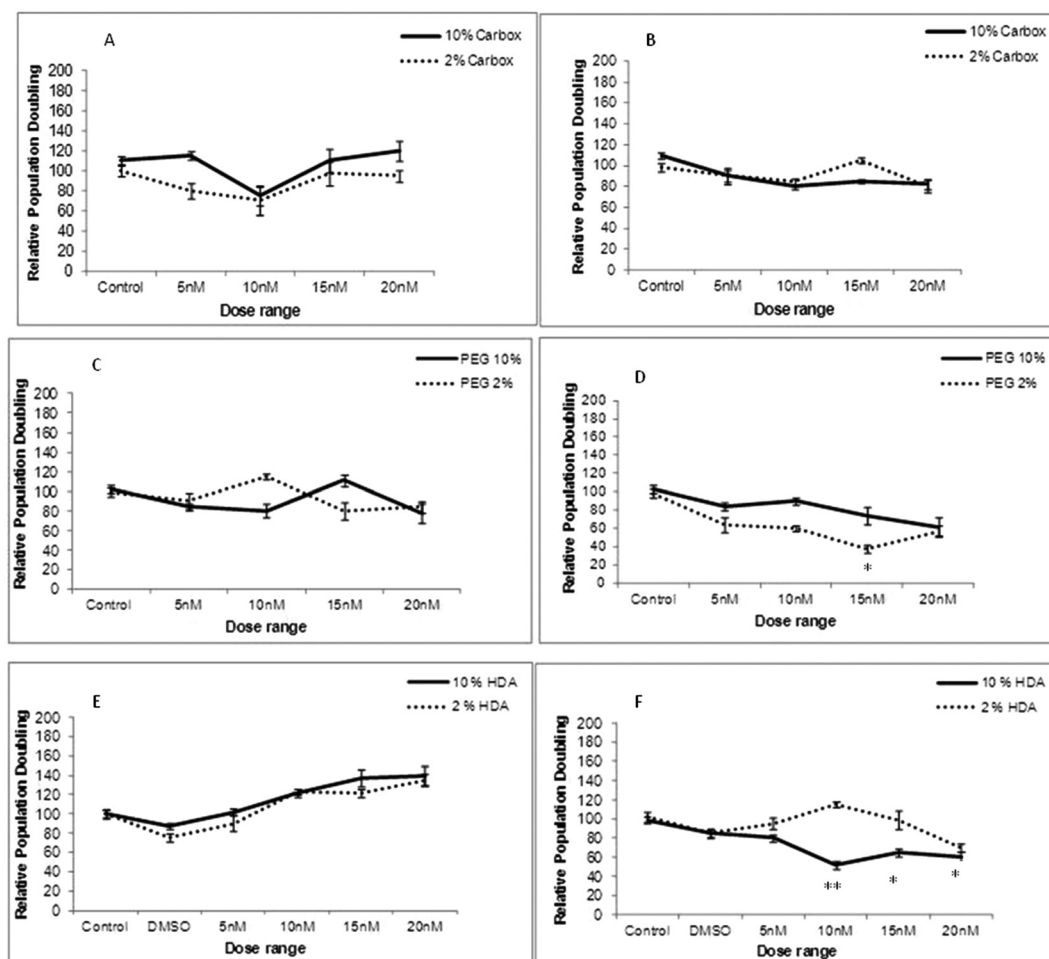 A
10% Carbox
2% Carbox
Relative Population Doubling
200
180
160
140
120
100
80
60
40
20
0
Control
5nM
10nM
15nM
20nM
Dose range
B
10% Carbox
2% Carbox
Relative Population Doubling
200
180
160
140
120
100
80
60
40
20
0
Control
5nM
10nM
15nM
20nM
Dose range
C
PEG 10%
PEG 2%
Relative Population Doubling
200
180
160
140
120
100
80
60
40
20
0
Control
5nM
10nM
15nM
20nM
Dose range
D
PEG 10%
PEG 2%
Relative Population Doubling
200
180
160
140
120
100
80
60
40
20
0
*
Control
5nM
10nM
15nM
20nM
Dose range
E
10 % HDA
2 % HDA
Relative Population Doubling
200
180
160
140
120
100
80
60
40
20
0
Control
DMSO
5nM
10nM
15nM
20nM
Dose range
F
10 % HDA
2 % HDA
Relative Population Doubling
200
180
160
140
120
100
80
60
40
20
0
**
*
*
Control
DMSO
5nM
10nM
15nM
20nM
Dose range